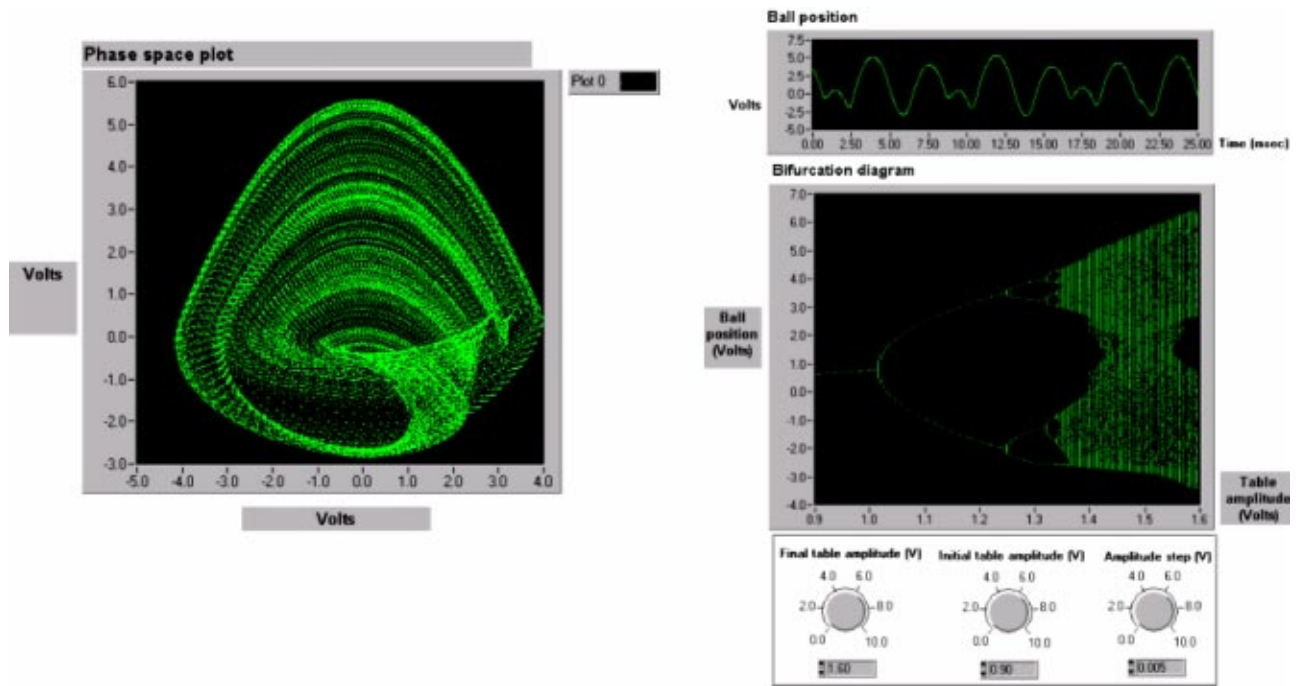 Phase space plot
Plot 0
6.0
5.0
4.0
3.0
2.0
1.0
0.0
-1.0
-2.0
-3.0
-5.0 -4.0 -3.0 -2.0 -1.0 0.0 1.0 2.0 3.0 4.0
Volts
Volts
Ball position
7.5
5.0
2.5
0.0
-2.5
-5.0
Volts
0.00 2.50 5.00 7.50 10.00 12.50 15.00 17.50 20.00 22.50 25.00
Time (msec)
Bifurcation diagram
7.0
6.0
5.0
4.0
3.0
2.0
1.0
0.0
-1.0
-2.0
-3.0
-4.0
Ball
position
(Volts)
0.9 1.0 1.1 1.2 1.3 1.4 1.5 1.6
Table
amplitude
(Volts)
Final table amplitude (V) Initial table amplitude (V) Amplitude step (V)
4.0 6.0 4.0 6.0 4.0 6.0
2.0 8.0 2.0 8.0 2.0 8.0
0.0 10.0 0.0 10.0 0.0 10.0
1.60 0.90 0.005